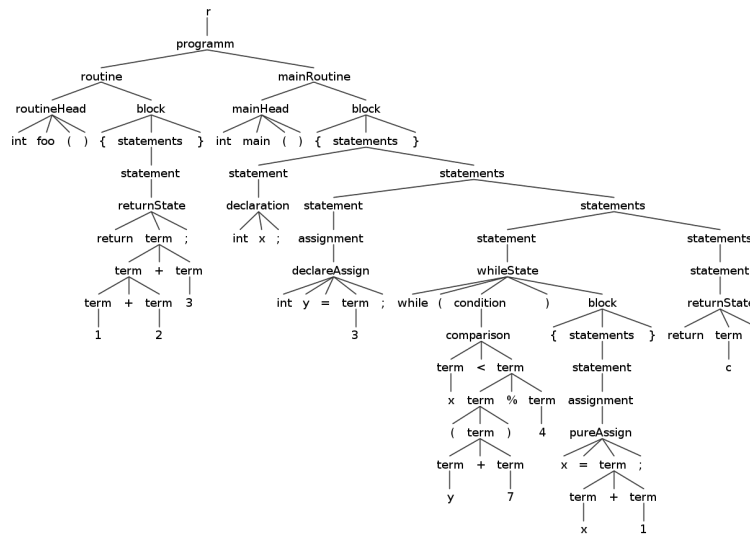 r
programm
routine mainRoutine
routineHead block mainHead block
int foo ( ) { statements } int main ( ) { statements }
statement statement statements
returnState declaration statement statements
return term ; int x ; assignment statement statements
term + term declareAssign whileState statement
term + term 3 int y = term ; while ( condition ) block returnState
1 2 3 comparison { statements } return term
term < term statement c
x term % term assignment
( term ) 4 pureAssign
term + term x = term ;
y 7 term + term
x 1